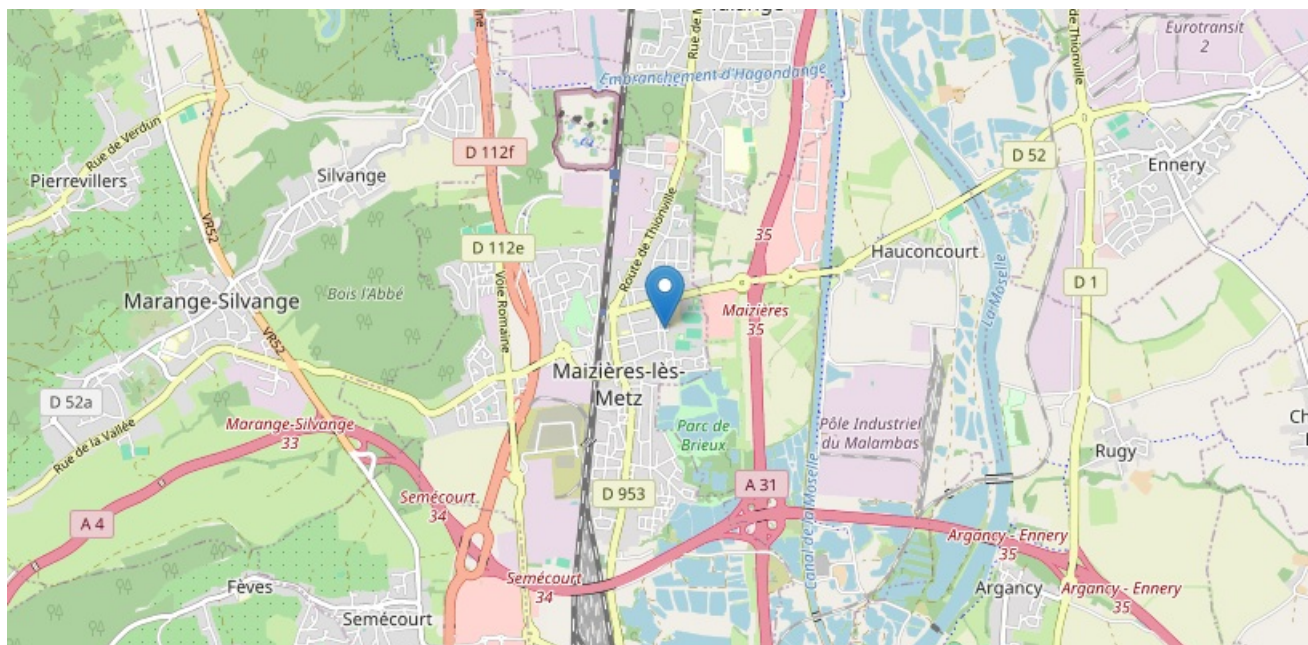 Eurotransit
2
de Thionville
Rue de
Embranchement d'Hagondange
Rue de Verdun
D 112f
D 52
Ennery
Pierrevillers
Silvange
VR52
Route de Thionville
35
D 112e
Hauconcourt
La Moselle
D 1
Marange-Silvange
Bois l'Abbé
Voie Romaine
Maizières
35
VR52
Maizières-lès-
Metz
D 52a
Marange-Silvange
33
Parc de
Brieux
Pôle Industriel
du Malambas
Rue de la Vallée
Rugy
Semécourt
34
D 953
A 31
A 4
Canal de la Moselle
Argancy - Ennery
35
Semécourt
34
Fèves
Argancy
Argancy - Ennery
35
Semécourt